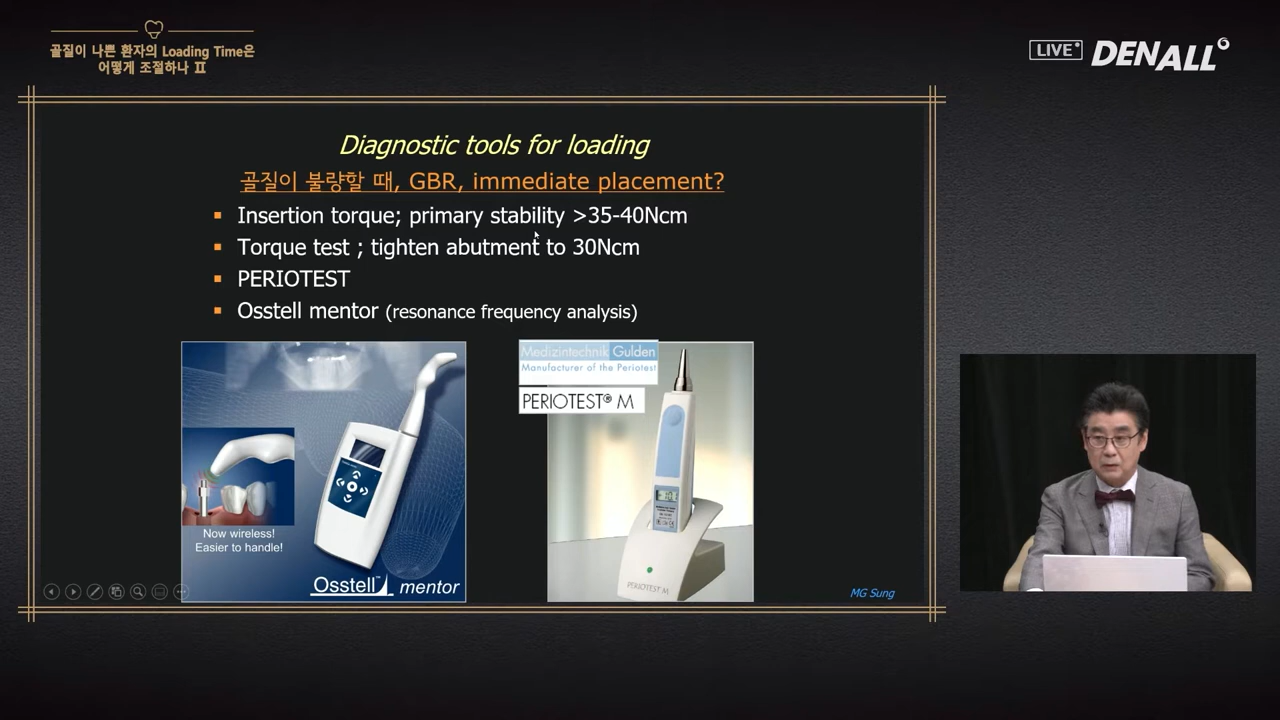 골질이 나쁜 환자의 Loading Time은
어떻게 조절하나 Ⅱ
LIVE
DENALL
Diagnostic tools for loading
골질이 불량할 때, GBR, immediate placement?
Insertion torque; primary stability >35-40Ncm
Torque test ; tighten abutment to 30Ncm
PERIOTEST
Osstell mentor (resonance frequency analysis)
Now wireless!
Easier to handle!
Osstell mentor
Medizintechnik Gulden
Manufacturer of the Periotest
PERIOTEST® M
PERIOTEST M
MG Sung